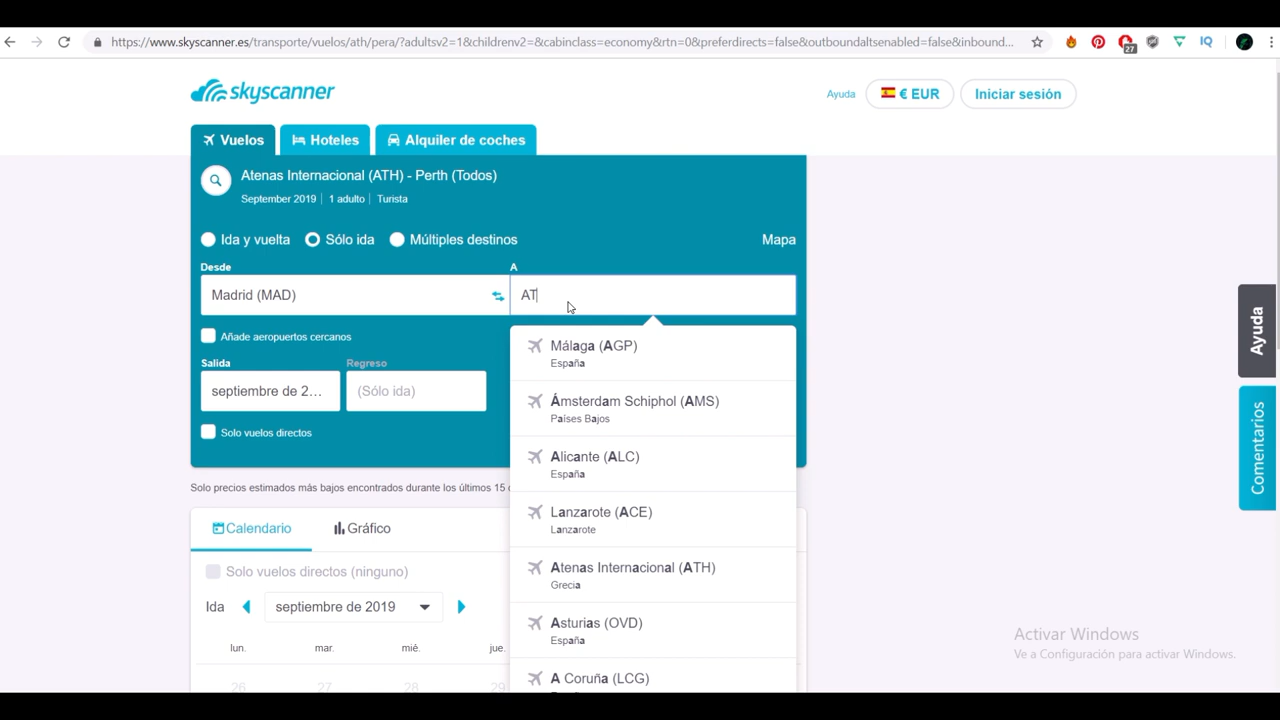 https://www.skyscanner.es/transporte/vuelos/ath/pera/?adultsv2=1&childrenv2=&cabinclass=economy&rtn=0&preferdirects=false&outboundaltsenabled=false&inbound...
27
IQ
skyscanner
Ayuda
€ EUR
Iniciar sesión
Vuelos
Hoteles
Alquiler de coches
Atenas Internacional (ATH) - Perth (Todos)
September 2019 | 1 adulto | Turista
Ida y vuelta
Sólo ida
Múltiples destinos
Mapa
Desde
A
Madrid (MAD)
AT
Añade aeropuertos cercanos
Salida
Regreso
septiembre de 2...
(Sólo ida)
Solo vuelos directos
Málaga (AGP)
España
Ámsterdam Schiphol (AMS)
Países Bajos
Alicante (ALC)
España
Lanzarote (ACE)
Lanzarote
Atenas Internacional (ATH)
Grecia
Asturias (OVD)
España
A Coruña (LCG)
Solo precios estimados más bajos encontrados durante los últimos 15
Calendario
Gráfico
Solo vuelos directos (ninguno)
Ida
septiembre de 2019
lun.
mar.
mié.
jue.
26
27
28
29
Ayuda
Comentarios
Activar Windows
Ve a Configuración para activar Windows.